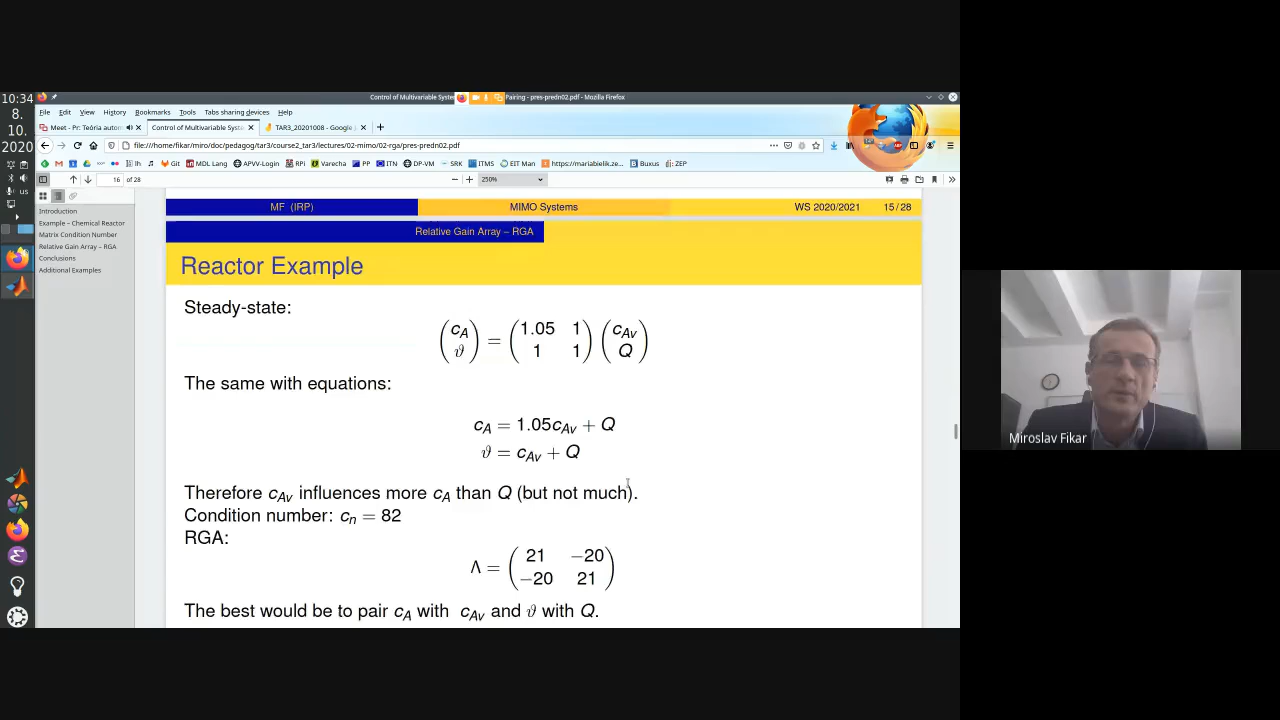 10:34
8.
10.
2020
Control of Multivariable Syste
Pairing - pres-predn02.pdf - Mozilla Firefox
File Edit View History Bookmarks Tools Tabs sharing devices Help
Meet - Pr: Teória autom
Control of Multivariable Syste
TAR3_20201008 - Google
file:///home/fikar/miro/doc/pedagog/tar3/course2_tar3/lectures/02-mimo/02-rga/pres-predn02.pdf
lh Git MDL Lang APVV-Login RPi Varecha PP ITN DP-VM SRK ITMS EIT Man https://mariabielik.ze... Buxus ZEP
16 of 28
250%
Introduction
Example – Chemical Reactor
Matrix Condition Number
Relative Gain Array – RGA
Conclusions
Additional Examples
MF (IRP) MIMO Systems WS 2020/2021 15 / 28
Relative Gain Array – RGA
Reactor Example
Steady-state:
(c_A ϑ) = (1.05 1 1 1) (c_Av Q)
The same with equations:
c_A = 1.05c_Av + Q
ϑ = c_Av + Q
Therefore c_Av influences more c_A than Q (but not much).
Condition number: c_n = 82
RGA:
Λ = (21 −20 −20 21)
The best would be to pair c_A with c_Av and ϑ with Q.
Miroslav Fikar